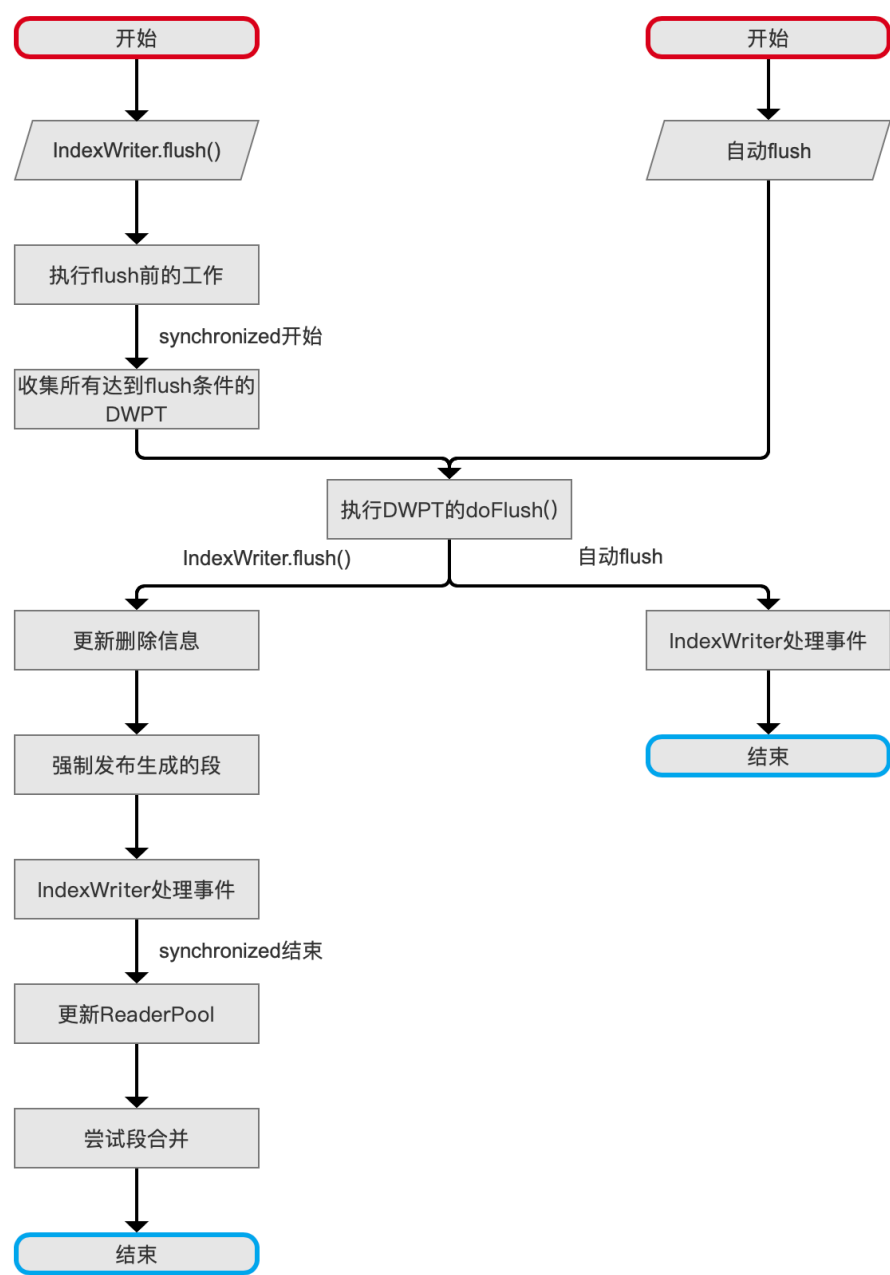 开始
开始
IndexWriter.flush()
自动flush
执行flush前的工作
synchronized开始
收集所有达到flush条件的
DWPT
执行DWPT的doFlush()
IndexWriter.flush()
自动flush
更新删除信息
IndexWriter处理事件
强制发布生成的段
结束
IndexWriter处理事件
synchronized结束
更新ReaderPool
尝试段合并
结束